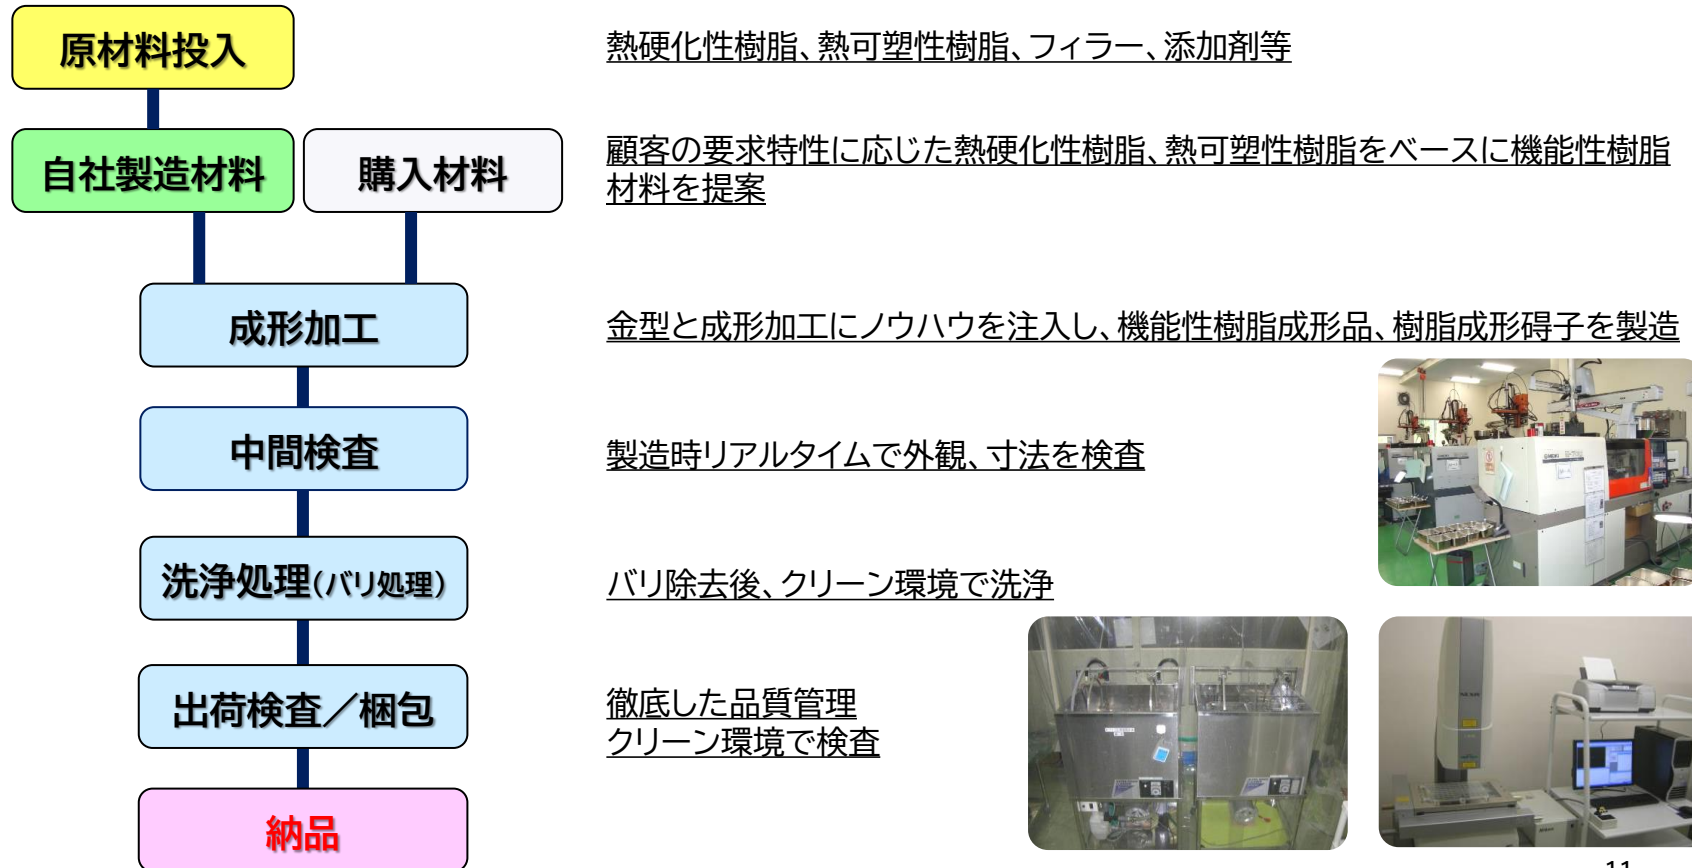 原材料投入
熱硬化性樹脂、熱可塑性樹脂、フィラー、添加剤等
自社製造材料
購入材料
顧客の要求特性に応じた熱硬化性樹脂、熱可塑性樹脂をベースに機能性樹脂
材料を提案
成形加工
金型と成形加工にノウハウを注入し、機能性樹脂成形品、樹脂成形碍子を製造
中間検査
製造時リアルタイムで外観、寸法を検査
洗浄処理(バリ処理)
バリ除去後、クリーン環境で洗浄
出荷検査／梱包
徹底した品質管理
クリーン環境で検査
納品